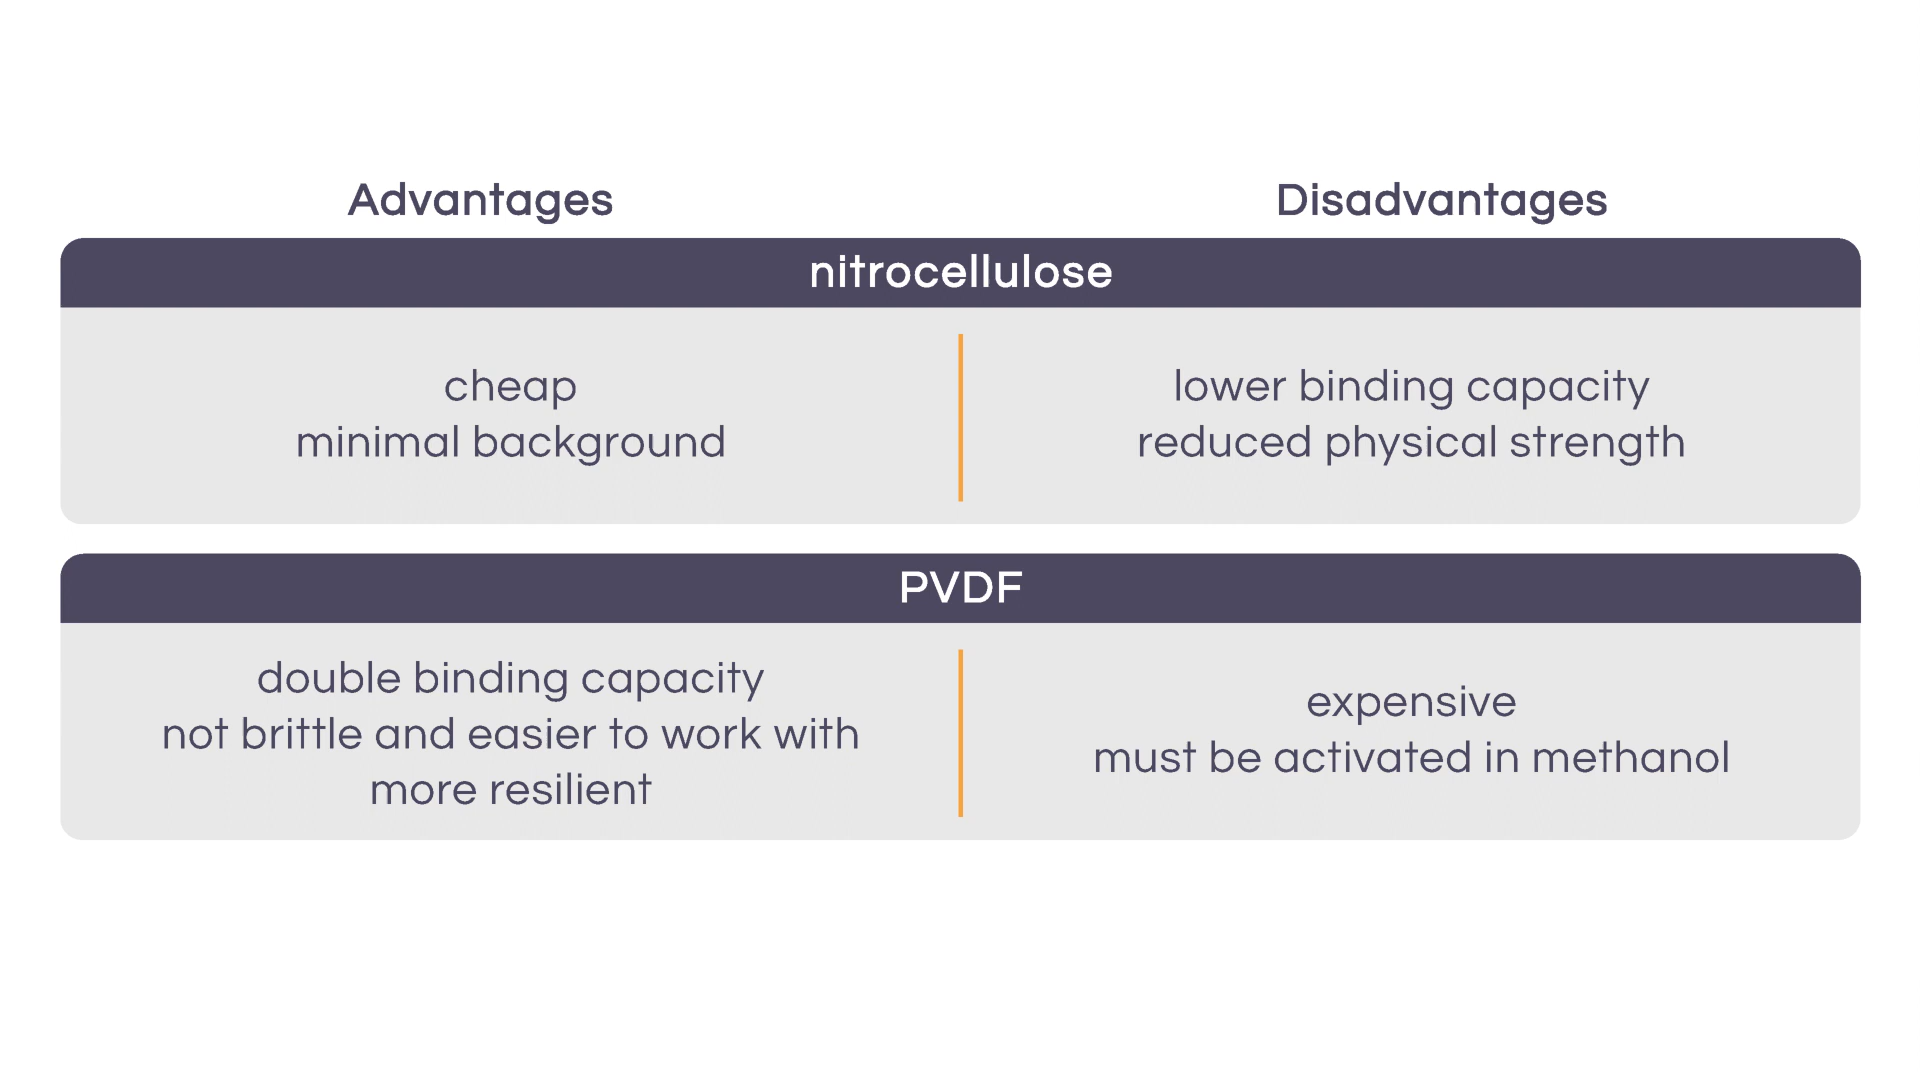 Advantages
Disadvantages
nitrocellulose
cheap
minimal background
lower binding capacity
reduced physical strength
PVDF
double binding capacity
not brittle and easier to work with
more resilient
expensive
must be activated in methanol